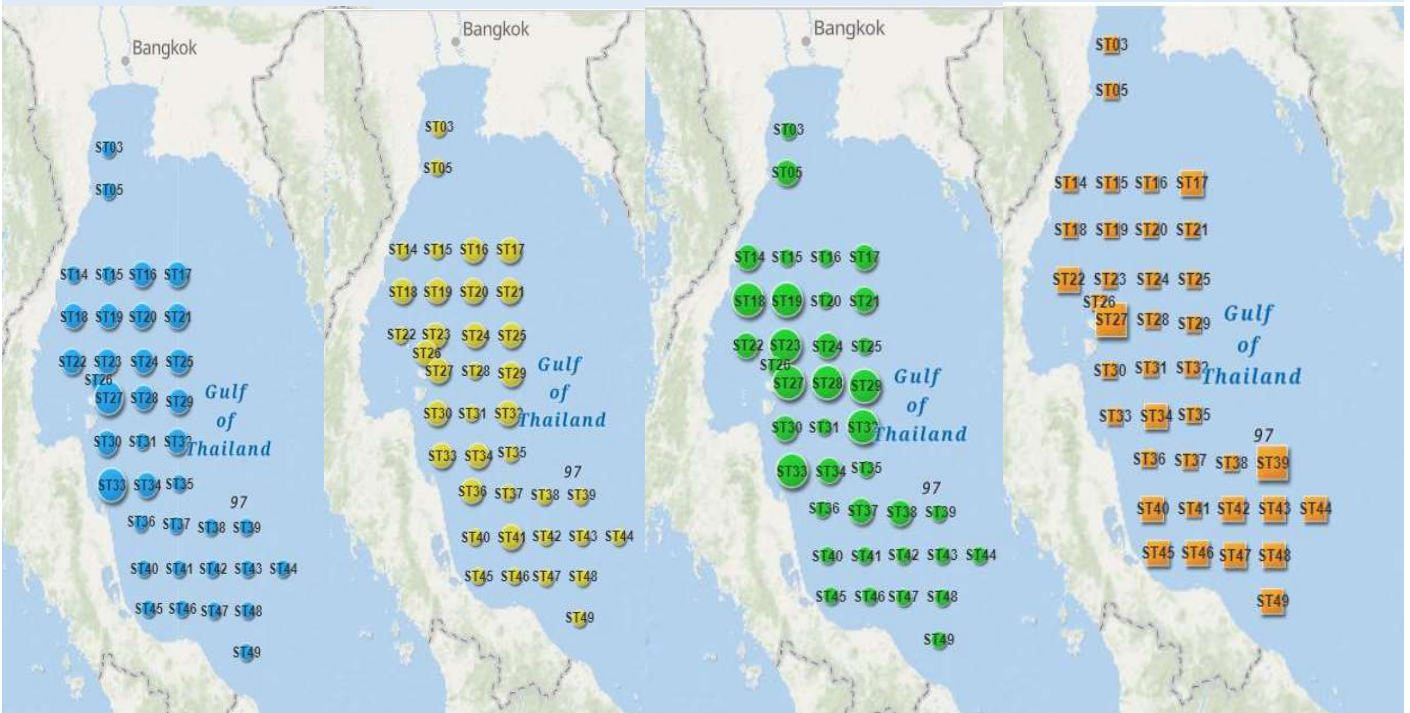 Bangkok
ST03
ST05
ST14 ST15 ST16 ST17
ST18 ST19 ST20 ST21
ST22 ST23 ST24 ST25
ST26
ST27 ST28 ST29
Gulf
of
Thailand
ST30 ST31 ST32
ST33 ST34 ST35
97
ST36 ST37 ST38 ST39
ST40 ST41 ST42 ST43 ST44
ST45 ST46 ST47 ST48
ST49
Bangkok
ST03
ST05
ST14 ST15 ST16 ST17
ST18 ST19 ST20 ST21
ST22 ST23 ST24 ST25
ST26
ST27 ST28 ST29
Gulf
of
Thailand
ST30 ST31 ST32
ST33 ST34 ST35
97
ST36 ST37 ST38 ST39
ST40 ST41 ST42 ST43 ST44
ST45 ST46 ST47 ST48
ST49
Bangkok
ST03
ST05
ST14 ST15 ST16 ST17
ST18 ST19 ST20 ST21
ST22 ST23 ST24 ST25
ST26
ST27 ST28 ST29
Gulf
of
Thailand
ST30 ST31 ST32
ST33 ST34 ST35
97
ST36 ST37 ST38 ST39
ST40 ST41 ST42 ST43 ST44
ST45 ST46 ST47 ST48
ST49
ST03
ST05
ST14 ST15 ST16 ST17
ST18 ST19 ST20 ST21
ST22 ST23 ST24 ST25
ST26
ST27 ST28 ST29
Gulf
of
Thailand
ST30 ST31 ST32
ST33 ST34 ST35
97
ST36 ST37 ST38 ST39
ST40 ST41 ST42 ST43 ST44
ST45 ST46 ST47 ST48
ST49